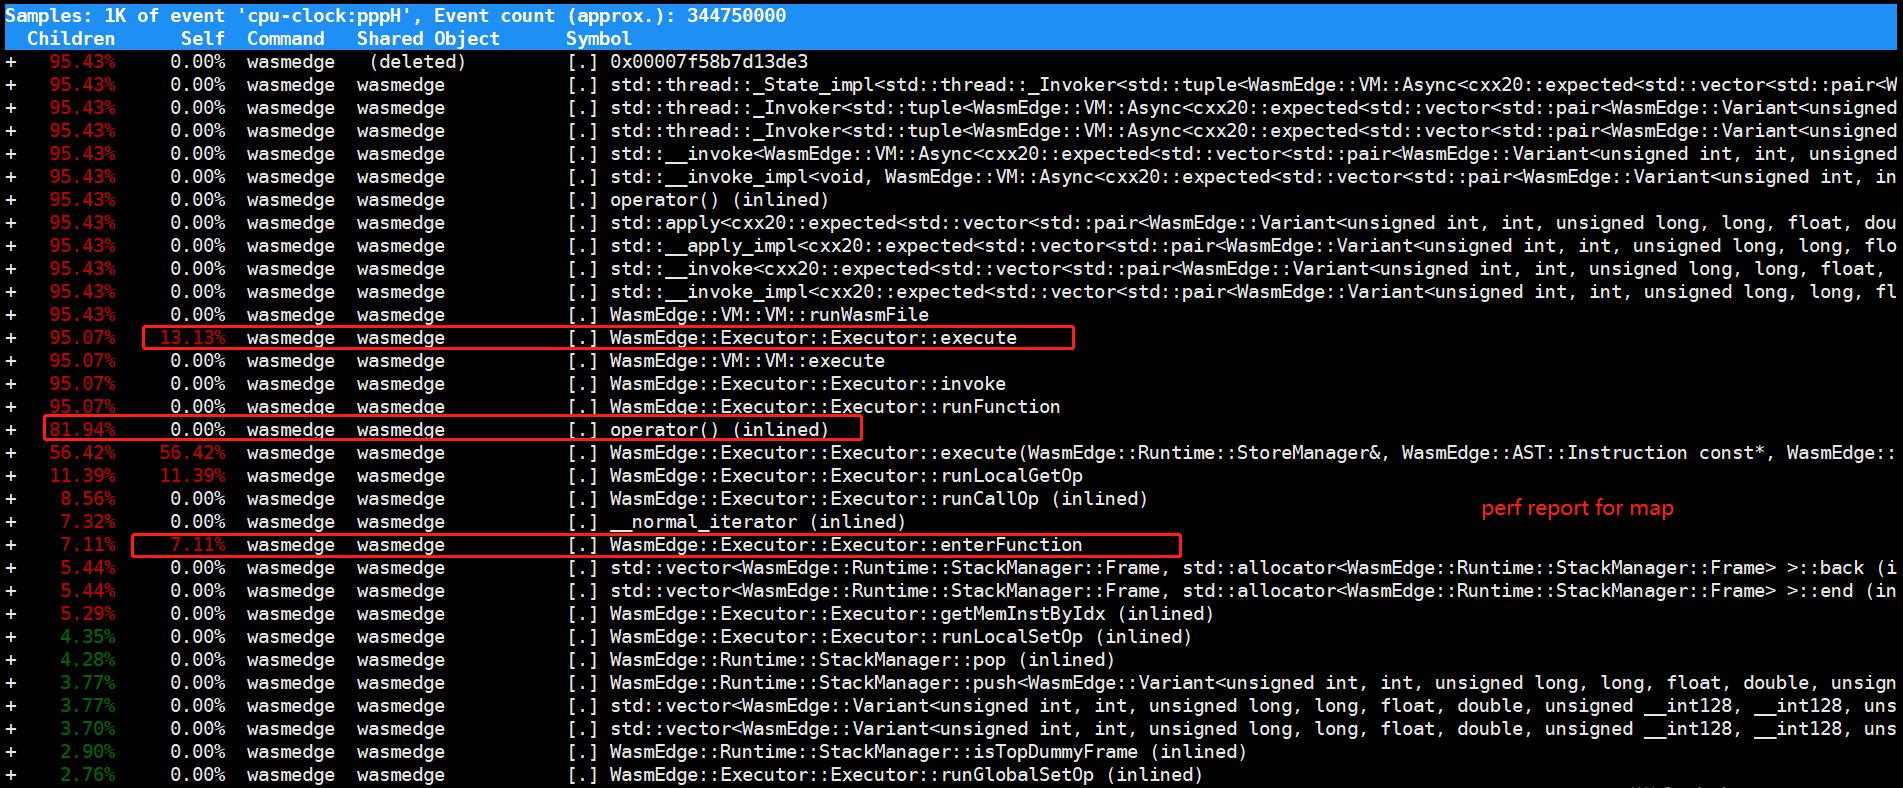 Samples: 1K of event 'cpu-clock:pppH', Event count (approx.): 344750000
Children Self Command Shared Object Symbol
+ 95.43% 0.00% wasmedge (deleted) [.] 0x00007f58b7d13de3
+ 95.43% 0.00% wasmedge wasmedge [.] std::thread::_State_impl<std::thread::_Invoker<std::tuple<WasmEdge::VM::Async<cxx20::expected<std::vector<std::pair<W
+ 95.43% 0.00% wasmedge wasmedge [.] std::thread::_Invoker<std::tuple<WasmEdge::VM::Async<cxx20::expected<std::vector<std::pair<WasmEdge::Variant<unsigned
+ 95.43% 0.00% wasmedge wasmedge [.] std::thread::_Invoker<std::tuple<WasmEdge::VM::Async<cxx20::expected<std::vector<std::pair<WasmEdge::Variant<unsigned
+ 95.43% 0.00% wasmedge wasmedge [.] std::__invoke<WasmEdge::VM::Async<cxx20::expected<std::vector<std::pair<WasmEdge::Variant<unsigned int, int, unsigned
+ 95.43% 0.00% wasmedge wasmedge [.] std::__invoke_impl<void, WasmEdge::VM::Async<cxx20::expected<std::vector<std::pair<WasmEdge::Variant<unsigned int, in
+ 95.43% 0.00% wasmedge wasmedge [.] operator() (inlined)
+ 95.43% 0.00% wasmedge wasmedge [.] std::apply<cxx20::expected<std::vector<std::pair<WasmEdge::Variant<unsigned int, int, unsigned long, long, float, dou
+ 95.43% 0.00% wasmedge wasmedge [.] std::__apply_impl<cxx20::expected<std::vector<std::pair<WasmEdge::Variant<unsigned int, int, unsigned long, long, flo
+ 95.43% 0.00% wasmedge wasmedge [.] std::__invoke<cxx20::expected<std::vector<std::pair<WasmEdge::Variant<unsigned int, int, unsigned long, long, float,
+ 95.43% 0.00% wasmedge wasmedge [.] std::__invoke_impl<cxx20::expected<std::vector<std::pair<WasmEdge::Variant<unsigned int, int, unsigned long, long, fl
+ 95.43% 0.00% wasmedge wasmedge [.] WasmEdge::VM::VM::runWasmFile
+ 95.07% 13.13% wasmedge wasmedge [.] WasmEdge::Executor::Executor::execute
+ 95.07% 0.00% wasmedge wasmedge [.] WasmEdge::VM::VM::execute
+ 95.07% 0.00% wasmedge wasmedge [.] WasmEdge::Executor::Executor::invoke
+ 95.07% 0.00% wasmedge wasmedge [.] WasmEdge::Executor::Executor::runFunction
+ 81.94% 0.00% wasmedge wasmedge [.] operator() (inlined)
+ 56.42% 56.42% wasmedge wasmedge [.] WasmEdge::Executor::Executor::execute(WasmEdge::Runtime::StoreManager&, WasmEdge::AST::Instruction const*, WasmEdge::
+ 11.39% 11.39% wasmedge wasmedge [.] WasmEdge::Executor::Executor::runLocalGetOp
+ 8.56% 0.00% wasmedge wasmedge [.] WasmEdge::Executor::Executor::runCallOp (inlined)
+ 7.32% 0.00% wasmedge wasmedge [.] __normal_iterator (inlined)
+ 7.11% 7.11% wasmedge wasmedge [.] WasmEdge::Executor::Executor::enterFunction
+ 5.44% 0.00% wasmedge wasmedge [.] std::vector<WasmEdge::Runtime::StackManager::Frame, std::allocator<WasmEdge::Runtime::StackManager::Frame> >::back (i
+ 5.44% 0.00% wasmedge wasmedge [.] std::vector<WasmEdge::Runtime::StackManager::Frame, std::allocator<WasmEdge::Runtime::StackManager::Frame> >::end (in
+ 5.29% 0.00% wasmedge wasmedge [.] WasmEdge::Executor::Executor::getMemInstByIdx (inlined)
+ 4.35% 0.00% wasmedge wasmedge [.] WasmEdge::Executor::Executor::runLocalSetOp (inlined)
+ 4.28% 0.00% wasmedge wasmedge [.] WasmEdge::Runtime::StackManager::pop (inlined)
+ 3.77% 0.00% wasmedge wasmedge [.] WasmEdge::Runtime::StackManager::push<WasmEdge::Variant<unsigned int, int, unsigned long, long, float, double, unsign
+ 3.77% 0.00% wasmedge wasmedge [.] std::vector<WasmEdge::Variant<unsigned int, int, unsigned long, long, float, double, unsigned __int128, __int128, uns
+ 3.70% 0.00% wasmedge wasmedge [.] std::vector<WasmEdge::Variant<unsigned int, int, unsigned long, long, float, double, unsigned __int128, __int128, uns
+ 2.90% 0.00% wasmedge wasmedge [.] WasmEdge::Runtime::StackManager::isTopDummyFrame (inlined)
+ 2.76% 0.00% wasmedge wasmedge [.] WasmEdge::Executor::Executor::runGlobalSetOp (inlined)
perf report for map